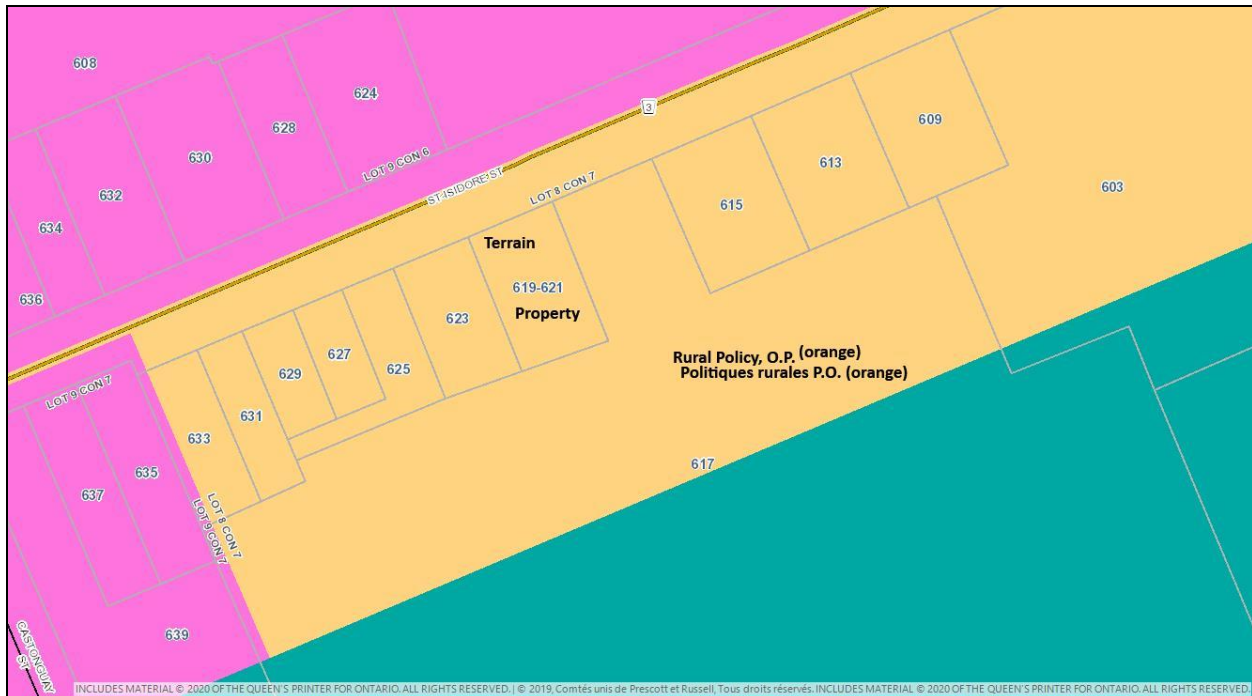 608
624
3
628
609
630
LOT 9 CON 6
613
632
ST ISIDORE ST
LOT 8 CON 7
603
615
634
Terrain
619-621
636
Property
623
627
Rural Policy, O.P. (orange)
Politiques rurales P.O. (orange)
625
629
LOT 9 CON 7
631
633
617
635
637
LOT 8 CON 7
LOT 9 CON 7
639
CASTONGUAY
ST
INCLUDES MATERIAL © 2020 OF THE QUEEN'S PRINTER FOR ONTARIO. ALL RIGHTS RESERVED. | © 2019, Comtés unis de Prescott et Russell, Tous droits réservés. INCLUDES MATERIAL © 2020 OF THE QUEEN'S PRINTER FOR ONTARIO. ALL RIGHTS RESERVED.